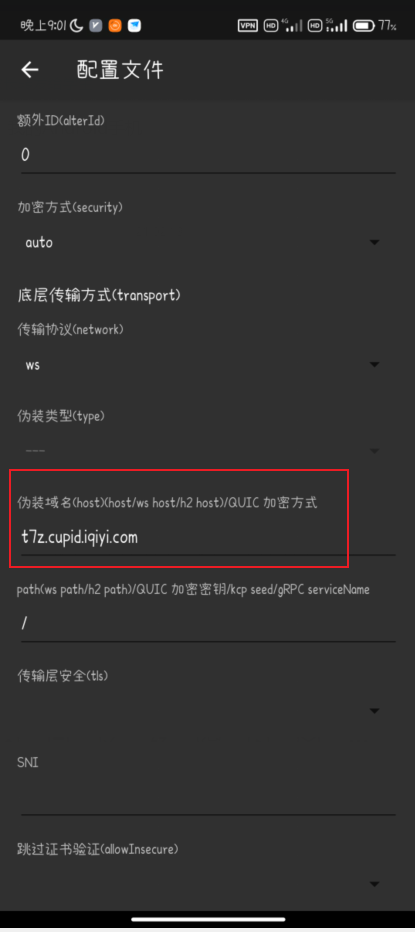 晚上9:01 VPN HD 4G HD 5G 77%
配置文件
额外ID(alterId)
0
加密方式(security)
auto
底层传输方式(transport)
传输协议(network)
ws
伪装类型(type)
---
伪装域名(host)(host/ws host/h2 host)/QUIC 加密方式
t7z.cupid.iqiyi.com
path(ws path/h2 path)/QUIC 加密密钥/kcp seed/gRPC serviceName
/
传输层安全(tls)
SNI
跳过证书验证(allowInsecure)